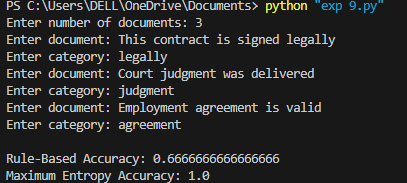 PS C:\Users\DELL\OneDrive\Documents> python "exp 9.py"
Enter number of documents: 3
Enter document: This contract is signed legally
Enter category: legally
Enter document: Court judgment was delivered
Enter category: judgment
Enter document: Employment agreement is valid
Enter category: agreement

Rule-Based Accuracy: 0.6666666666666666
Maximum Entropy Accuracy: 1.0